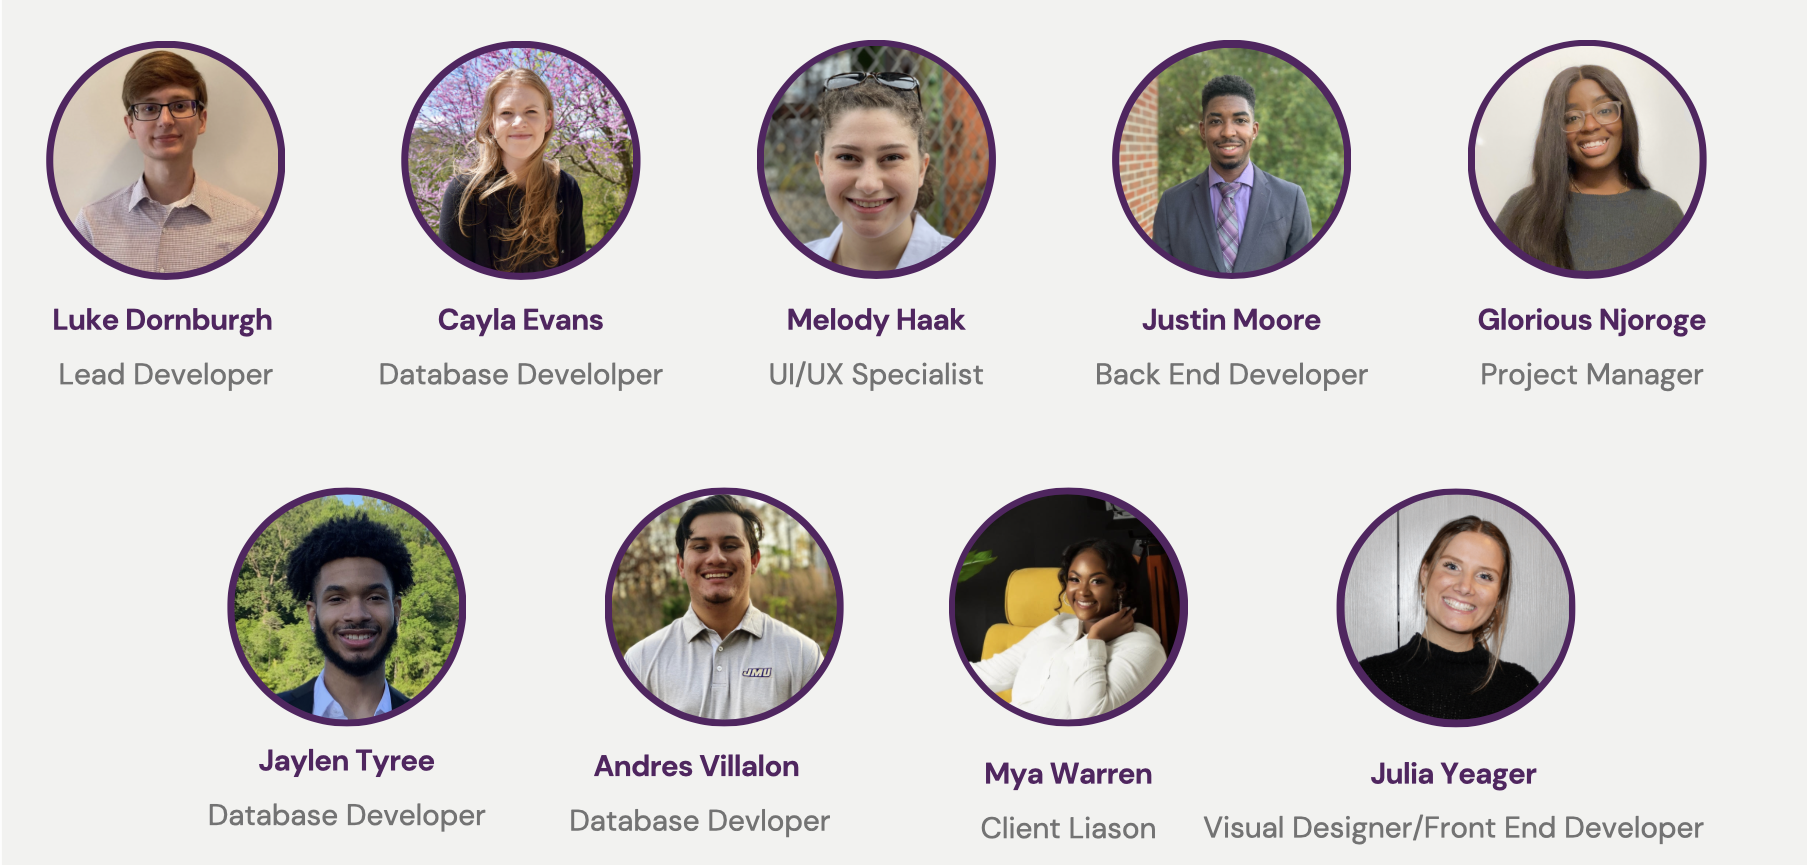 Luke Dornburgh
Cayla Evans
Melody Haak
Justin Moore
Glorious Njoroge
Lead Developer
Database Develolper
UI/UX Specialist
Back End Developer
Project Manager
JMU
Jaylen Tyree
Andres Villalon
Mya Warren
Julia Yeager
Database Developer
Database Devloper
Client Liason
Visual Designer/Front End Developer